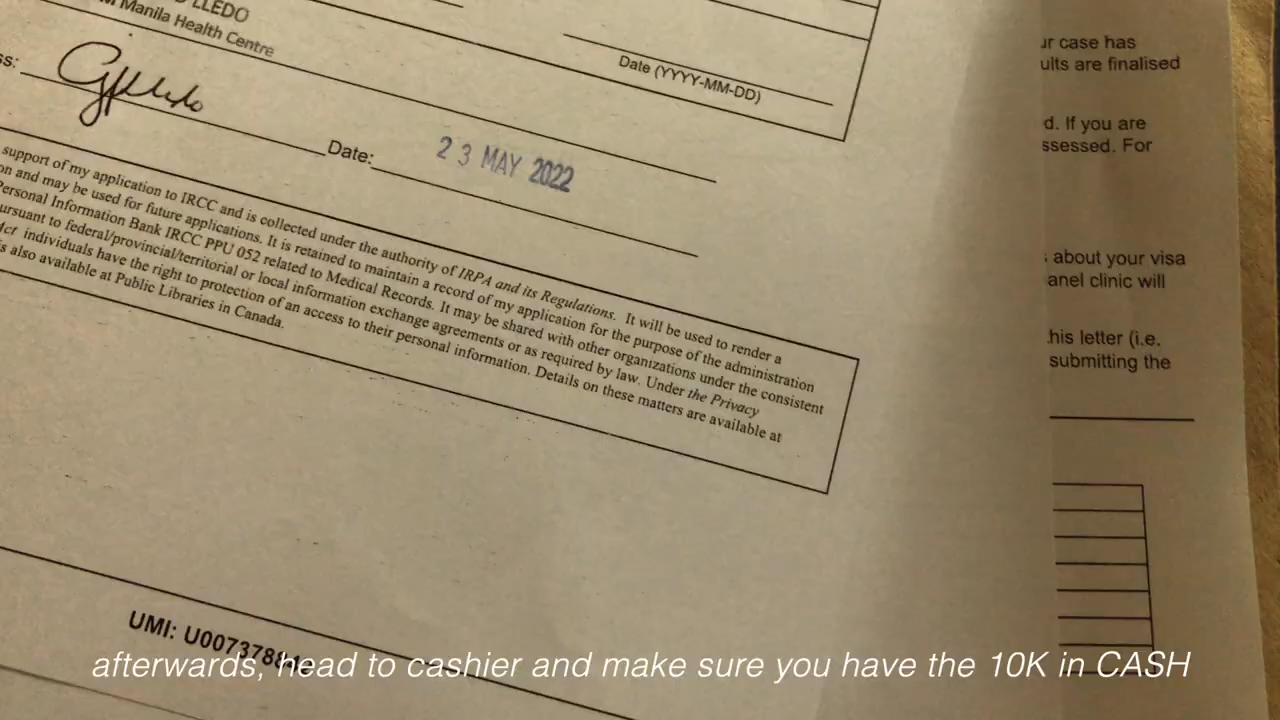 LLEDO
Manila Health Centre
Date (YYYY-MM-DD)
ss:
Date: 23 MAY 2022
support of my application to IRCC and is collected under the authority of IRPA and its Regulations. It will be used to render a
on and may be used for future applications. It is retained to maintain a record of my application for the purpose of the administration
Personal Information Bank IRCC PPU 052 related to Medical Records. It may be shared with other organizations under the consistent
ursuant to federal/provincial/territorial or local information exchange agreements or as required by law. Under the Privacy
Act individuals have the right to protection of an access to their personal information. Details on these matters are available at
s also available at Public Libraries in Canada.
UMI: U00737884
ur case has
ults are finalised
d. If you are
ssessed. For
about your visa
anel clinic will
this letter (i.e.
submitting the
afterwards, head to cashier and make sure you have the 10K in CASH